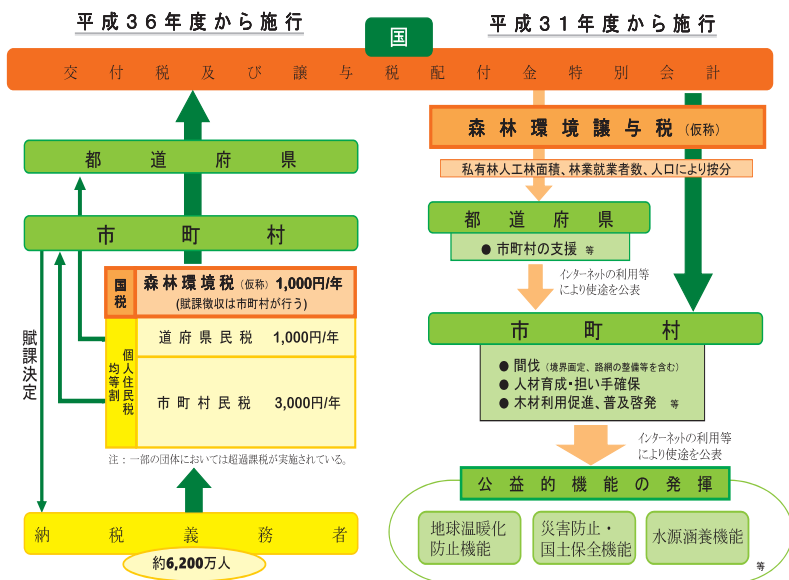 平成36年度から施行
国
平成31年度から施行
交付税及び譲与税配付金特別会計
都道府県
市町村
国税
森林環境税(仮称) 1,000円/年
(賦課徴収は市町村が行う)
個人住民税
均等割
道府県民税 1,000円/年
市町村民税 3,000円/年
注：一部の団体においては超過課税が実施されている。
賦課決定
納税義務者
約6,200万人
森林環境譲与税(仮称)
私有林人工林面積、林業就業者数、人口により按分
都道府県
● 市町村の支援 等
インターネットの利用等
により使途を公表
市町村
● 間伐(境界画定、路網の整備等を含む)
● 人材育成・担い手確保
● 木材利用促進、普及啓発 等
インターネットの利用等
により使途を公表
公益的機能の発揮
地球温暖化
防止機能
災害防止・
国土保全機能
水源涵養機能
等